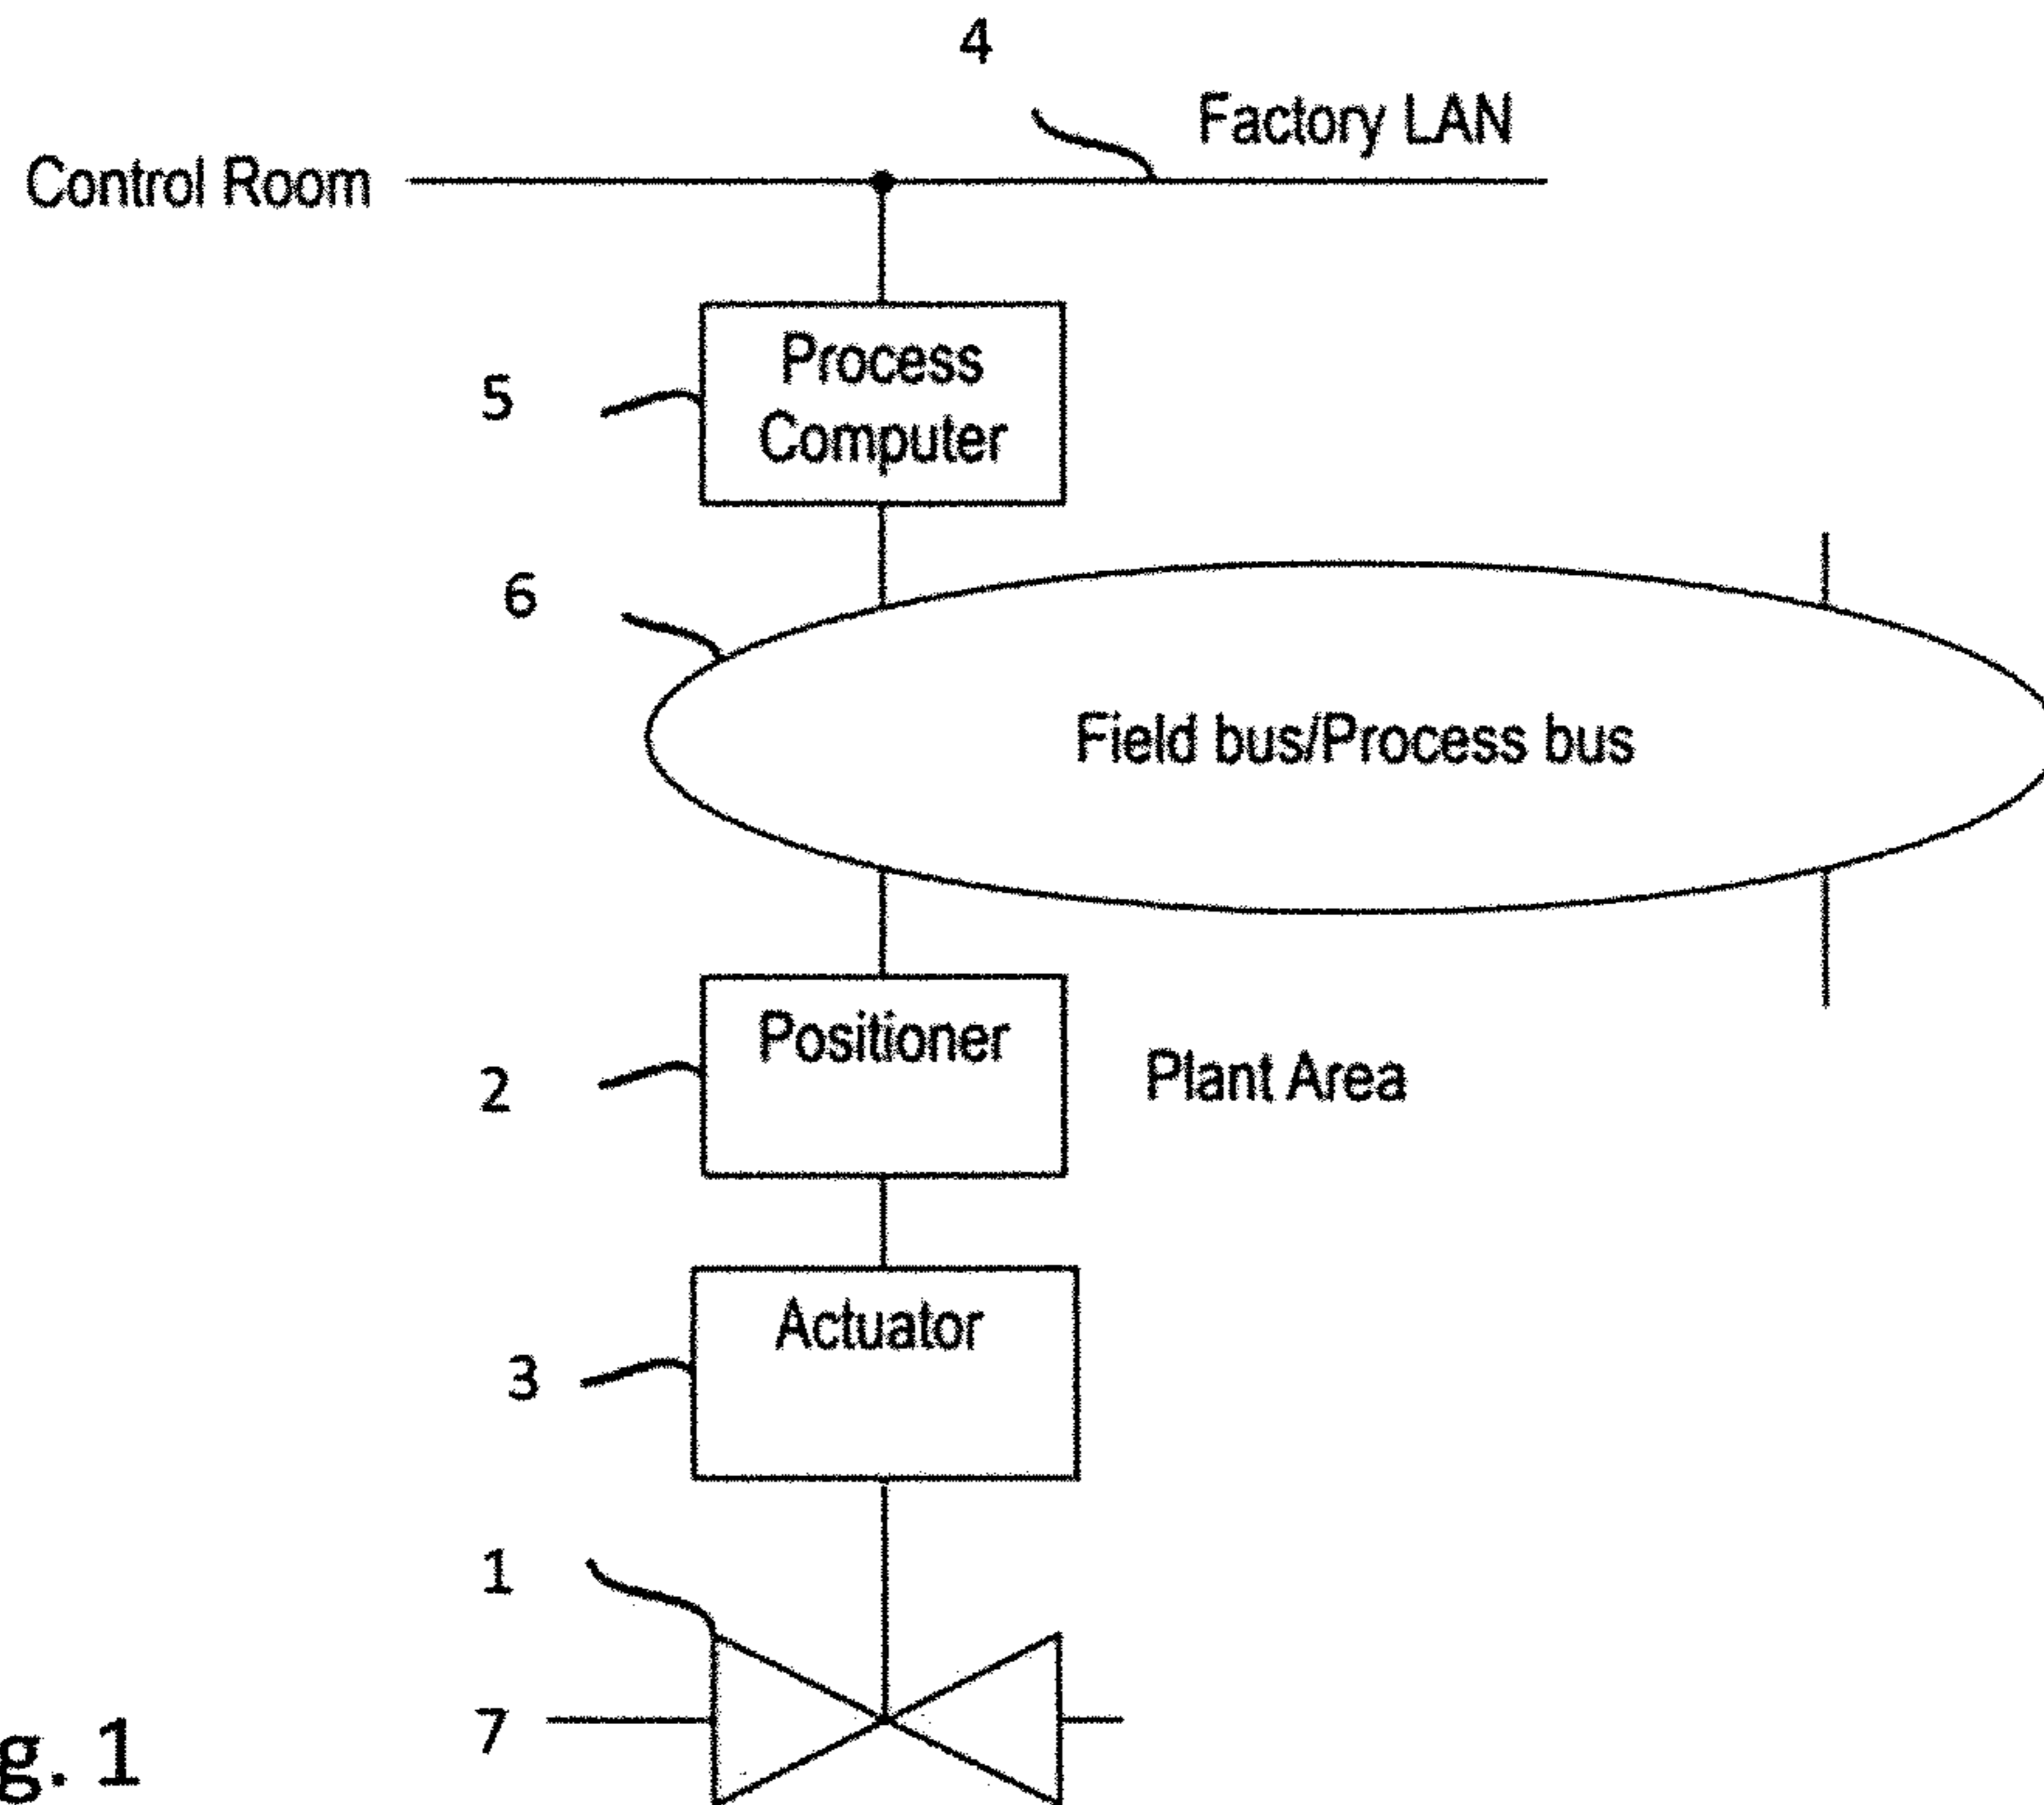 4
Factory LAN
Control Room
Process
Computer
5
6
Field bus/Process bus
Positioner
2
Plant Area
Actuator
3
1
7
g. 1